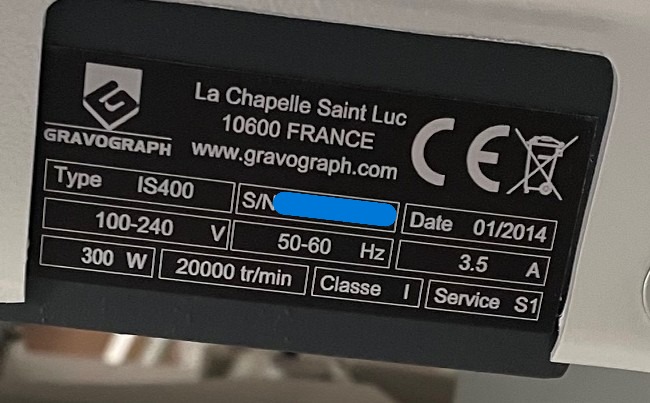 La Chapelle Saint Luc
10600 FRANCE
www.gravograph.com
GRAVOGRAPH
CE
Type IS400
S/N
Date 01/2014
100-240 V
50-60 Hz
3.5 A
300 W
20000 tr/min
Classe I
Service S1